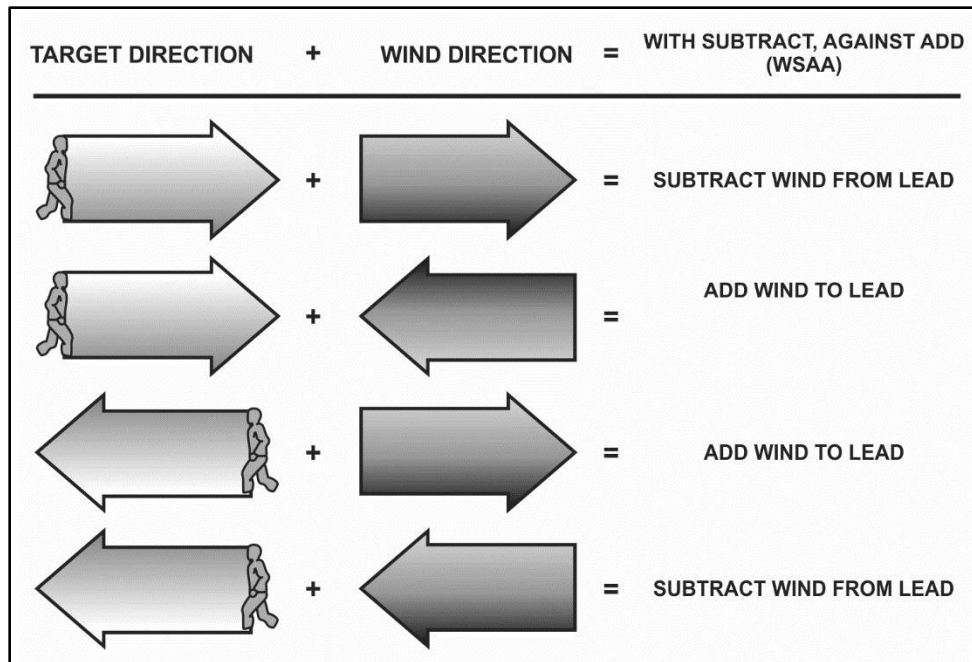 TARGET DIRECTION + WIND DIRECTION = WITH SUBTRACT, AGAINST ADD
(WSAA)
+ = SUBTRACT WIND FROM LEAD
+ = ADD WIND TO LEAD
+ = ADD WIND TO LEAD
+ = SUBTRACT WIND FROM LEAD